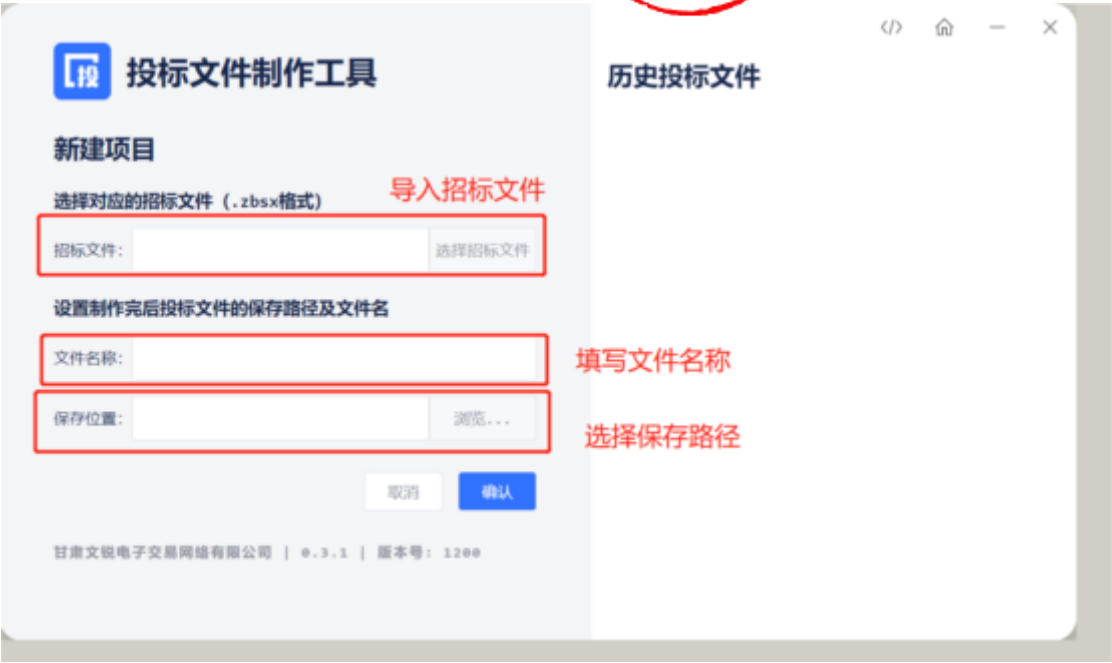 投
投标文件制作工具
历史投标文件
新建项目
选择对应的招标文件（.zbsx格式）
导入招标文件
招标文件：
选择招标文件
设置制作完后投标文件的保存路径及文件名
文件名称：
填写文件名称
保存位置：
浏览...
选择保存路径
取消
确认
甘肃文锐电子交易网络有限公司 | 0.3.1 | 版本号：1200